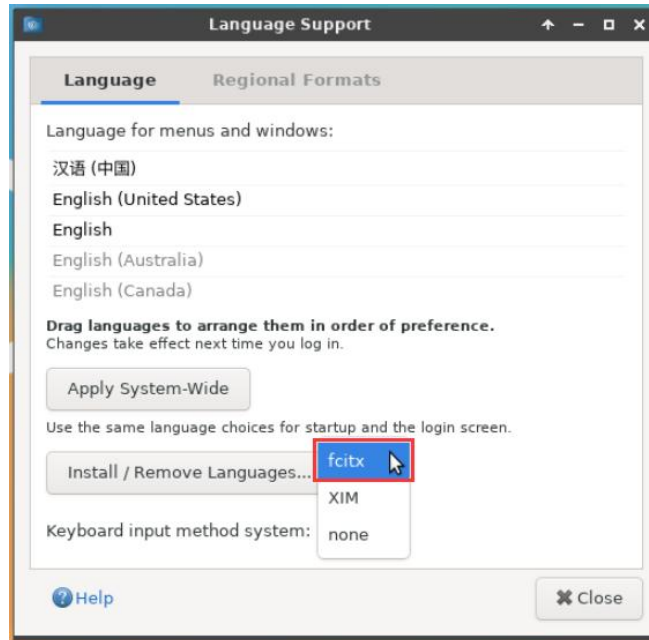 Language Support
Language
Regional Formats
Language for menus and windows:
汉语 (中国)
English (United States)
English
English (Australia)
English (Canada)
Drag languages to arrange them in order of preference.
Changes take effect next time you log in.
Apply System-Wide
Use the same language choices for startup and the login screen.
Install / Remove Languages...
Keyboard input method system:
fcitx
XIM
none
Help
Close